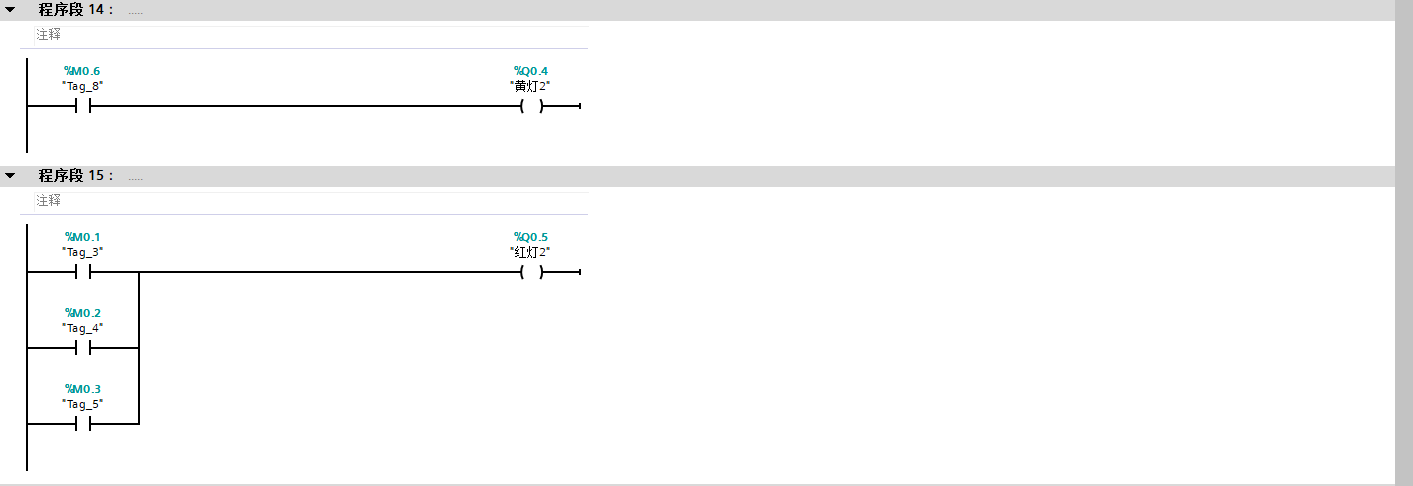 程序段 14： .....
注释
%M0.6
"Tag_8"
%Q0.4
"黄灯2"
程序段 15： .....
注释
%M0.1
"Tag_3"
%Q0.5
"红灯2"
%M0.2
"Tag_4"
%M0.3
"Tag_5"